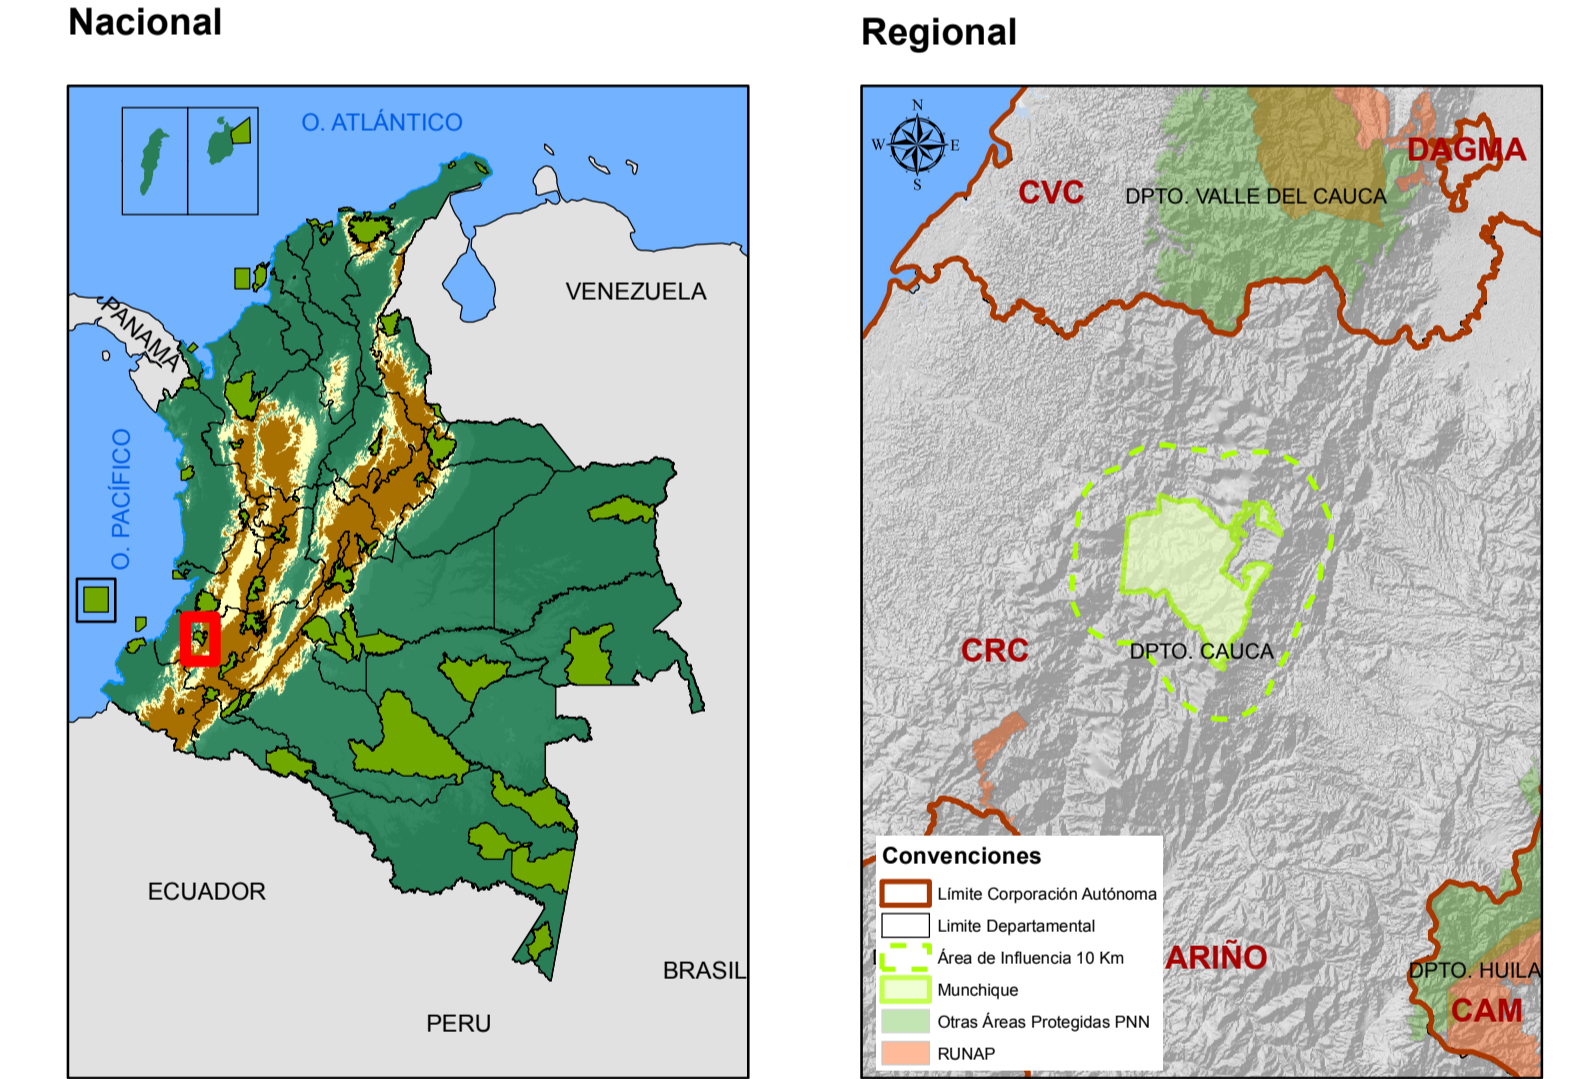 Nacional
O. ATLÁNTICO
PANAMÁ
VENEZUELA
O. PACÍFICO
ECUADOR
BRASIL
PERU
Regional
N
W
E
S
DAGMA
CVC
DPTO. VALLE DEL CAUCA
CRC
DPTO. CAUCA
Convenciones
Límite Corporación Autónoma
Limite Departamental
Área de Influencia 10 Km
Munchique
Otras Áreas Protegidas PNN
RUNAP
ARIÑO
DPTO. HUILA
CAM